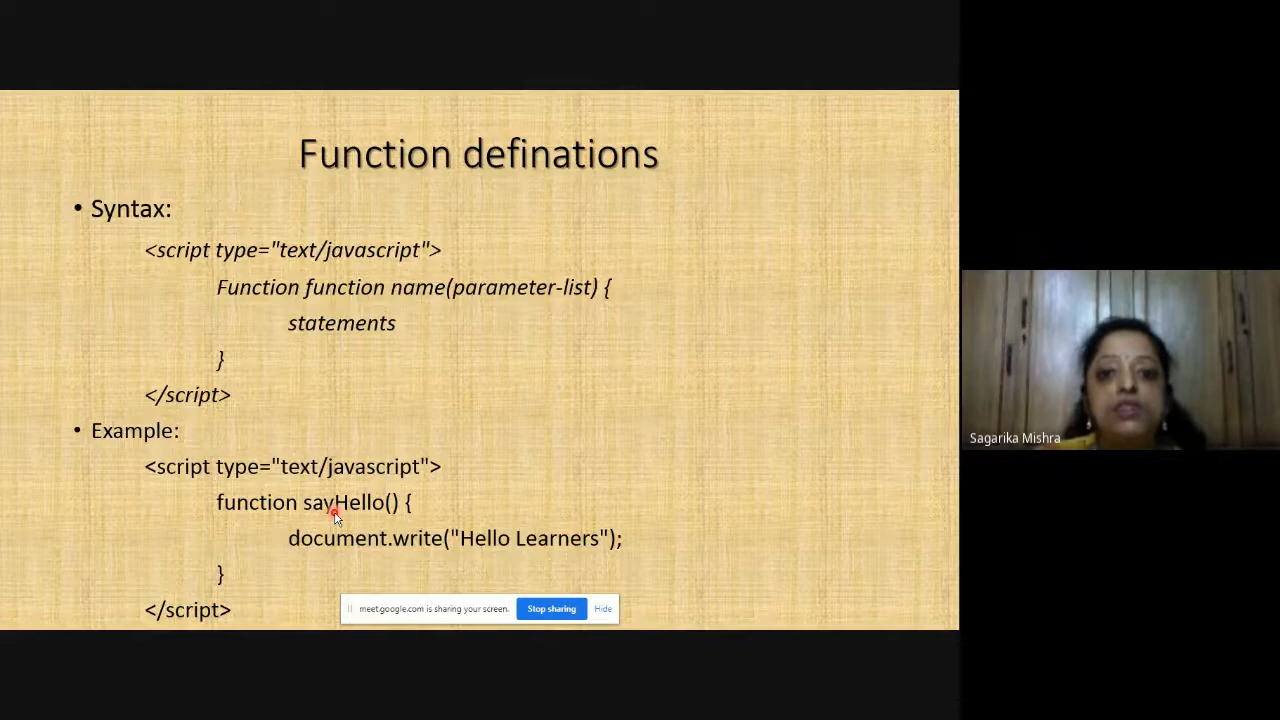 Function definations
• Syntax:
<script type="text/javascript">
Function function name(parameter-list) {
statements
}
</script>
• Example:
<script type="text/javascript">
function sayHello() {
document.write("Hello Learners");
}
</script>
meet.google.com is sharing your screen. Stop sharing Hide
Sagarika Mishra